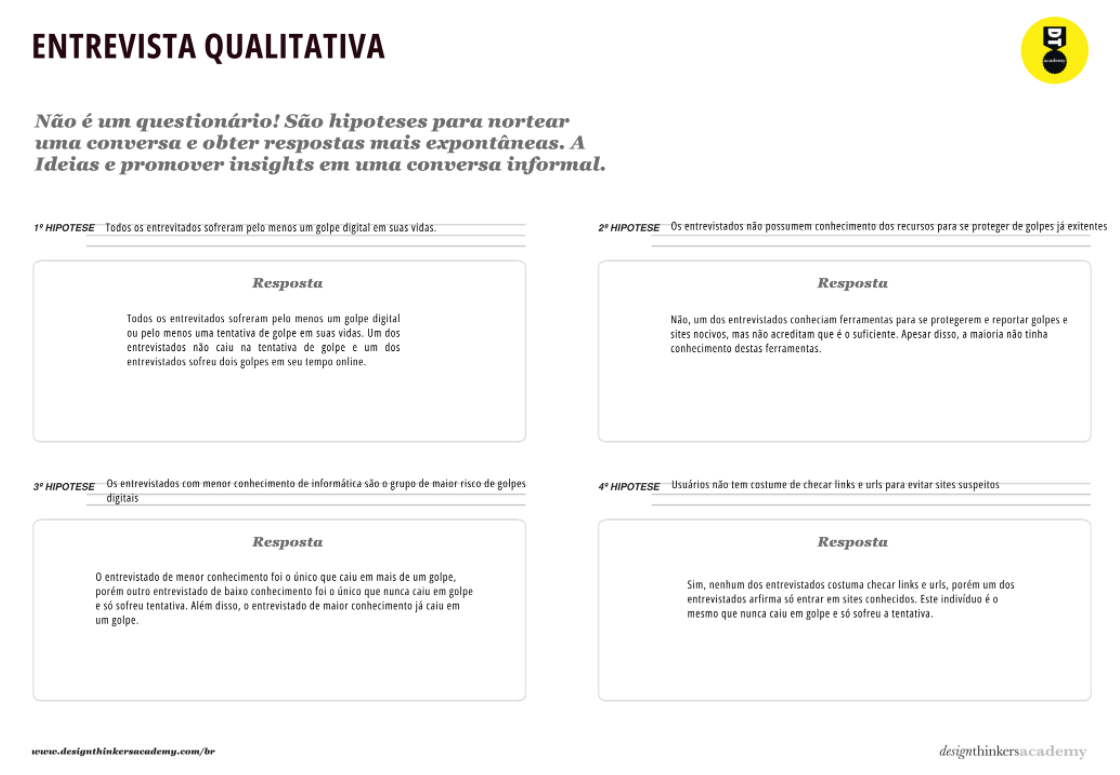 ENTREVISTA QUALITATIVA
DT
academy
Não é um questionário! São hipoteses para nortear
uma conversa e obter respostas mais expontâneas. A
Ideias e promover insights em uma conversa informal.
1º HIPOTESE Todos os entrevitados sofreram pelo menos um golpe digital em suas vidas.
Resposta
Todos os entrevitados sofreram pelo menos um golpe digital
ou pelo menos uma tentativa de golpe em suas vidas. Um dos
entrevistados não caiu na tentativa de golpe e um dos
entrevistados sofreu dois golpes em seu tempo online.
2º HIPOTESE Os entrevistados não possumem conhecimento dos recursos para se proteger de golpes já exitentes
Resposta
Não, um dos entrevistados conheciam ferramentas para se protegerem e reportar golpes e
sites nocivos, mas não acreditam que é o suficiente. Apesar disso, a maioria não tinha
conhecimento destas ferramentas.
3º HIPOTESE Os entrevistados com menor conhecimento de informática são o grupo de maior risco de golpes
digitais
Resposta
O entrevistado de menor conhecimento foi o único que caiu em mais de um golpe,
porém outro entrevistado de baixo conhecimento foi o único que nunca caiu em golpe
e só sofreu tentativa. Além disso, o entrevistado de maior conhecimento já caiu em
um golpe.
4º HIPOTESE Usuários não tem costume de checar links e urls para evitar sites suspeitos
Resposta
Sim, nenhum dos entrevistados costuma checar links e urls, porém um dos
entrevistados arfirma só entrar em sites conhecidos. Este indivíduo é o
mesmo que nunca caiu em golpe e só sofreu a tentativa.
www.designthinkersacademy.com/br
designthinkersacademy